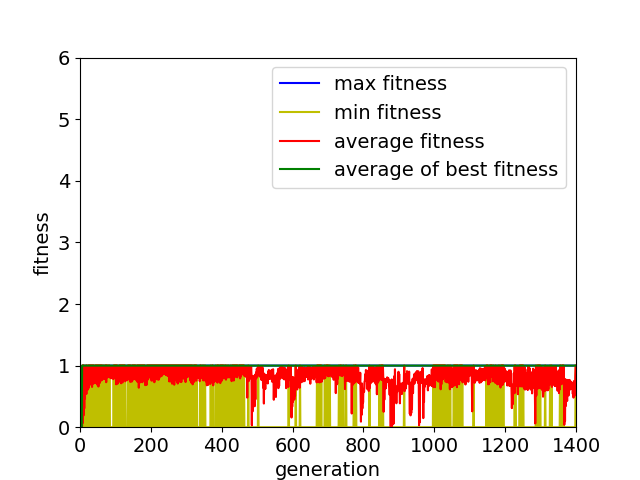 6
5
4
3
2
1
0
fitness
max fitness
min fitness
average fitness
average of best fitness
0 200 400 600 800 1000 1200 1400
generation